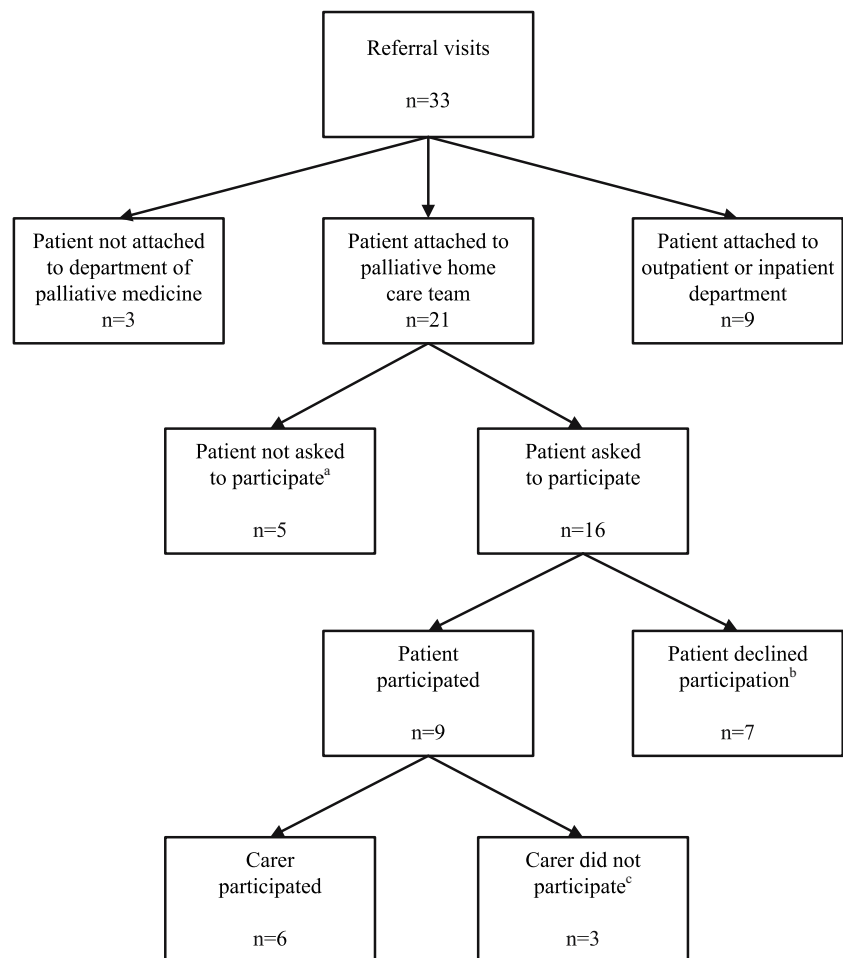 Referral visits
n=33
Patient not attached
to department of
palliative medicine
n=3
Patient attached to
palliative home
care team
n=21
Patient attached to
outpatient or inpatient
department
n=9
Patient not asked
to participateᵃ
n=5
Patient asked
to participate
n=16
Patient
participated
n=9
Patient declined
participationᵇ
n=7
Carer
participated
n=6
Carer did not
participateᶜ
n=3